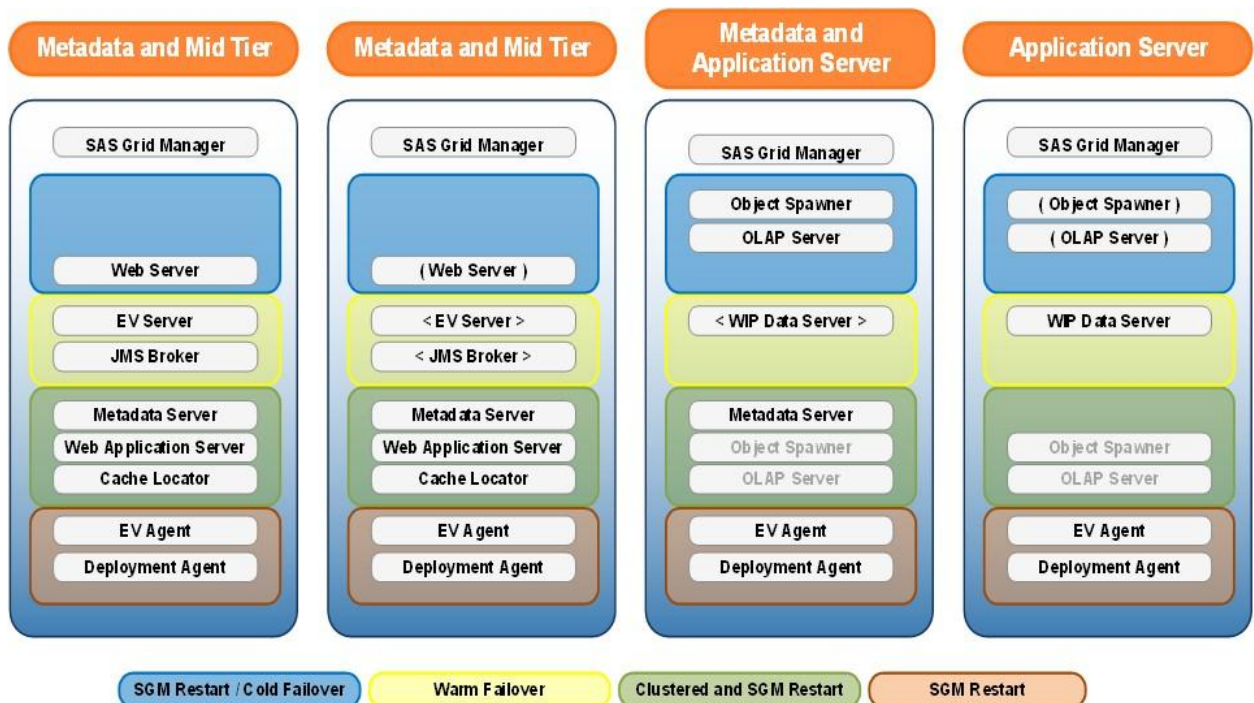 Metadata and Mid Tier
Metadata and Mid Tier
Metadata and
Application Server
Application Server
SAS Grid Manager
Web Server
EV Server
JMS Broker
Metadata Server
Web Application Server
Cache Locator
EV Agent
Deployment Agent
SAS Grid Manager
( Web Server )
< EV Server >
< JMS Broker >
Metadata Server
Web Application Server
Cache Locator
EV Agent
Deployment Agent
SAS Grid Manager
Object Spawner
OLAP Server
< WIP Data Server >
Metadata Server
Object Spawner
OLAP Server
EV Agent
Deployment Agent
SAS Grid Manager
( Object Spawner )
( OLAP Server )
WIP Data Server
Object Spawner
OLAP Server
EV Agent
Deployment Agent
SGM Restart / Cold Failover
Warm Failover
Clustered and SGM Restart
SGM Restart